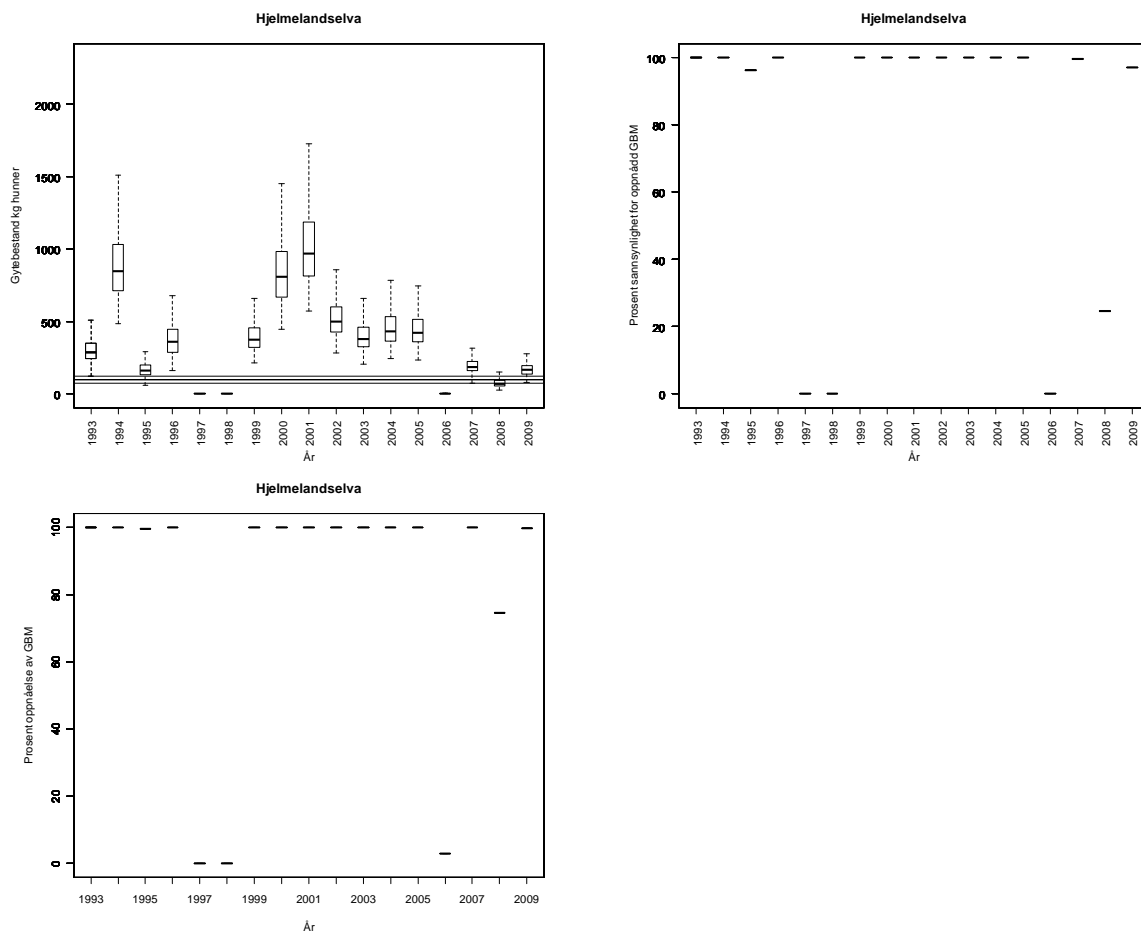 Hjelmelandselva
Gytebestand kg hunner
2000
1500
1000
500
0
1993 1994 1995 1996 1997 1998 1999 2000 2001 2002 2003 2004 2005 2006 2007 2008 2009
År
Hjelmelandselva
Prosent sannsynlighet for oppnådd GBM
100
80
60
40
20
0
1993 1994 1995 1996 1997 1998 1999 2000 2001 2002 2003 2004 2005 2006 2007 2008 2009
År
Hjelmelandselva
Prosent oppnåelse av GBM
100
80
60
40
20
0
1993 1995 1997 1999 2001 2003 2005 2007 2009
År